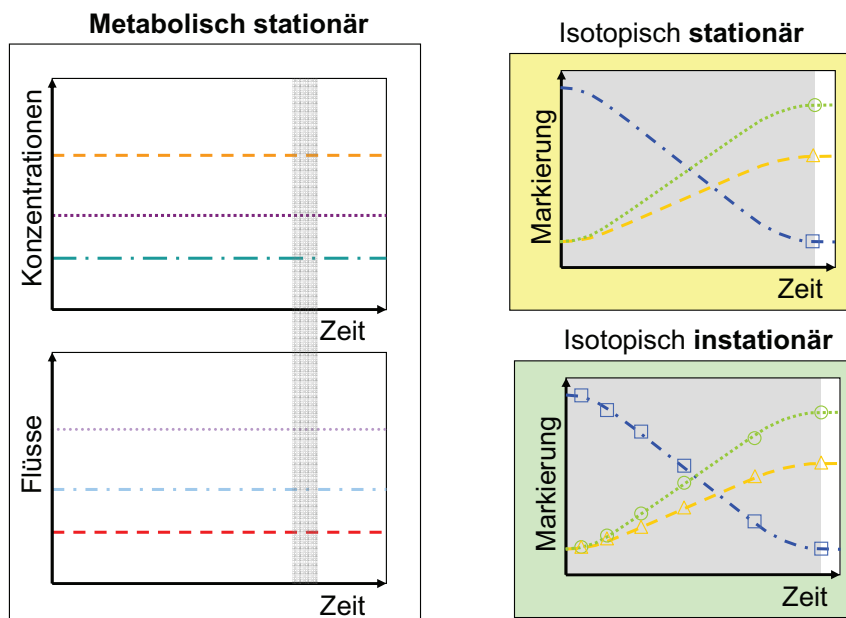 Metabolisch stationär
Konzentrationen
Zeit
Flüsse
Zeit
Isotopisch stationär
Markierung
Zeit
Isotopisch instationär
Markierung
Zeit